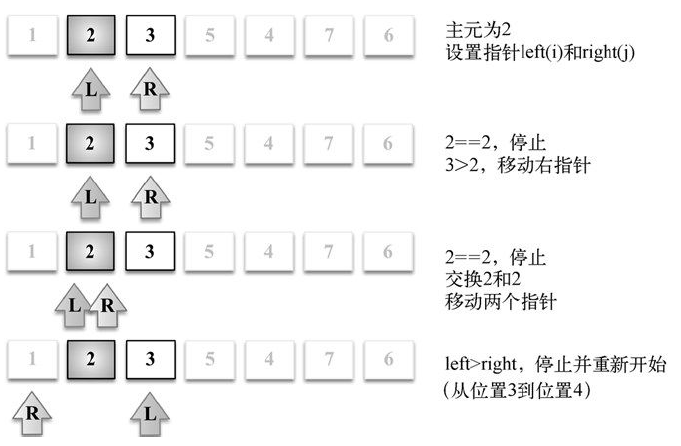 1 2 3 5 4 7 6
主元为2
设置指针left(i)和right(j)
L R
1 2 3 5 4 7 6
2==2，停止
3>2，移动右指针
L R
1 2 3 5 4 7 6
2==2，停止
交换2和2
移动两个指针
L R
1 2 3 5 4 7 6
left>right，停止并重新开始
（从位置3到位置4）
R L